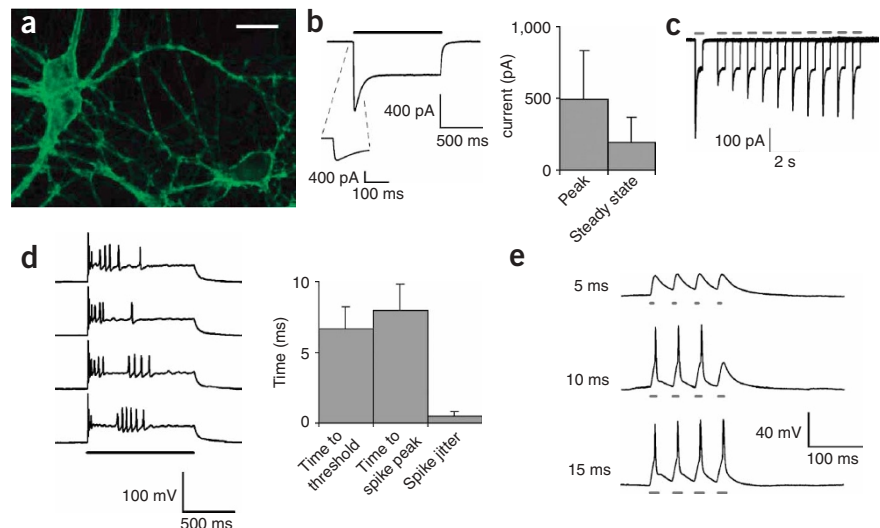 a
b
400 pA
500 ms
400 pA
100 ms
current (pA)
1,000
500
0
Peak
Steady state
c
100 pA
2 s
d
100 mV
500 ms
Time (ms)
10
5
0
Time to
threshold
Time to
spike peak
Spike jitter
e
5 ms
10 ms
15 ms
40 mV
100 ms